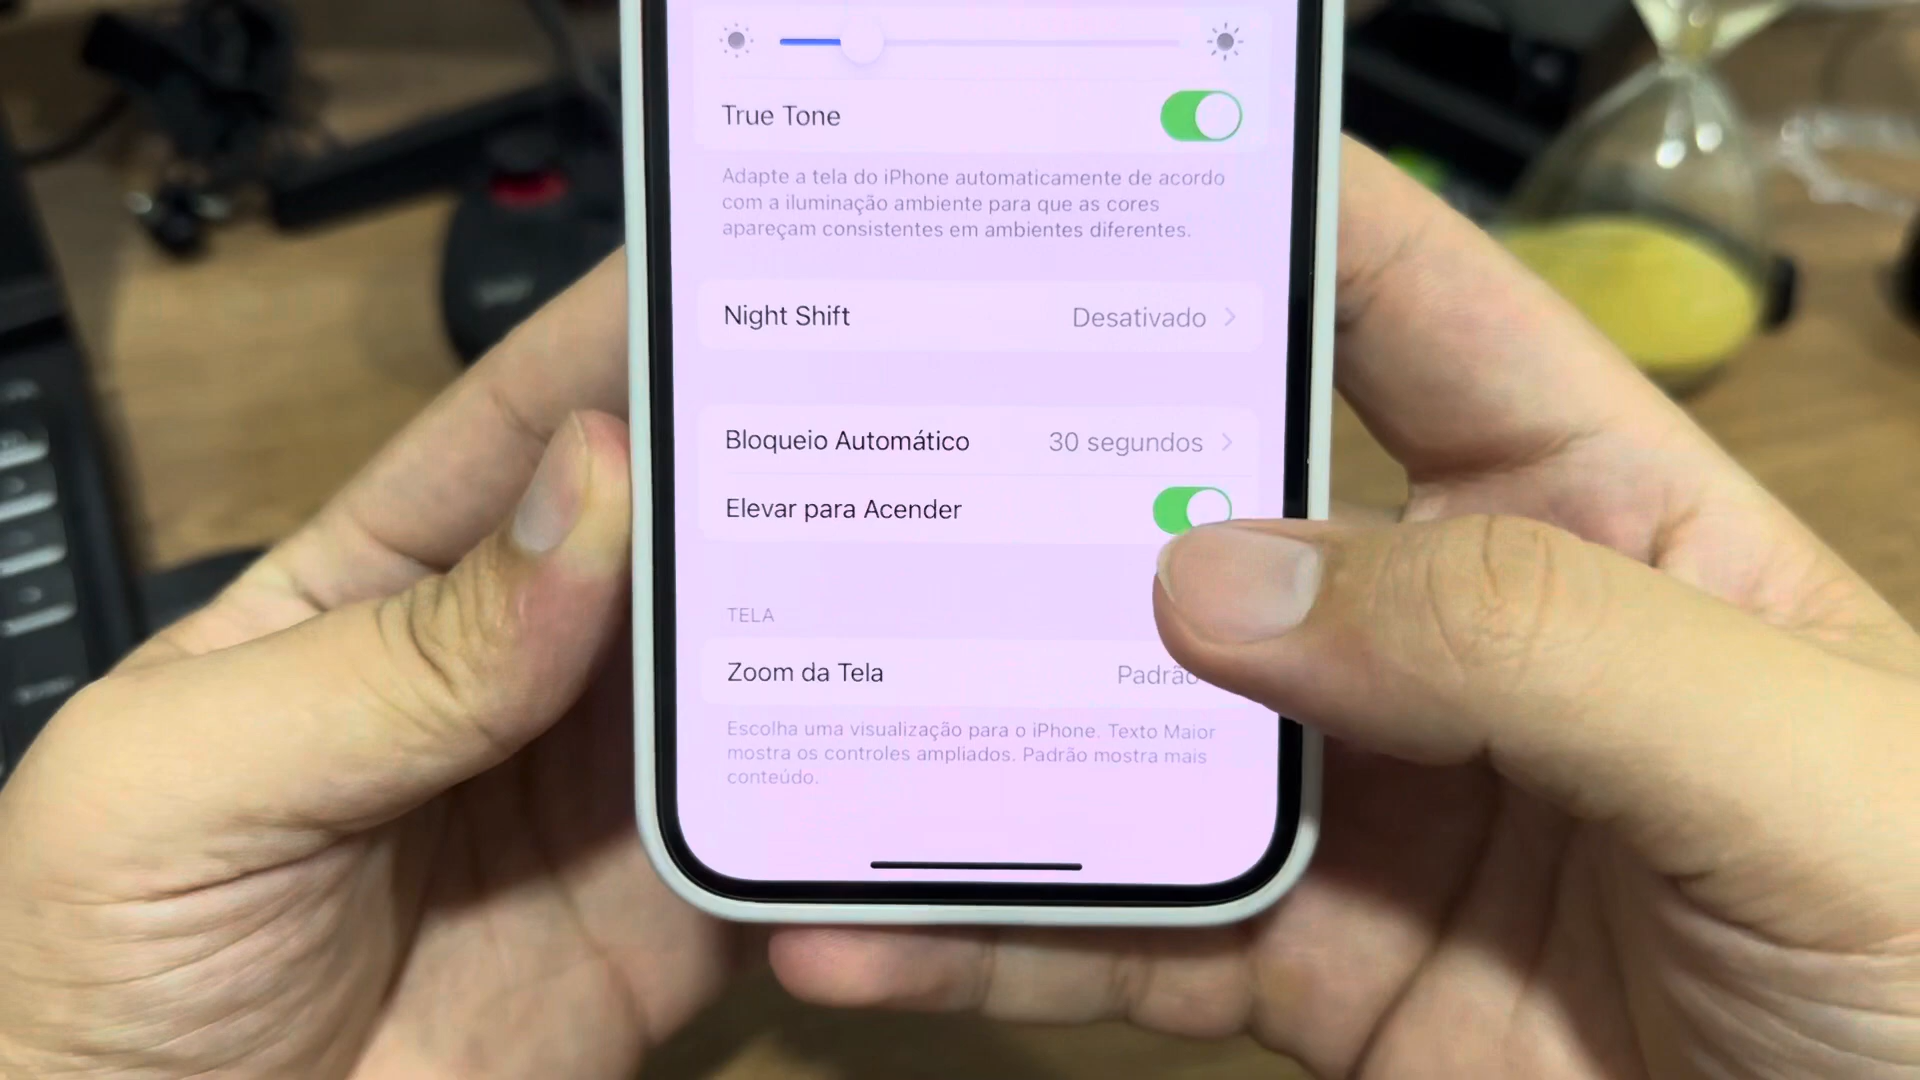 True Tone
Adapte a tela do iPhone automaticamente de acordo
com a iluminação ambiente para que as cores
apareçam consistentes em ambientes diferentes.
Night Shift Desativado
Bloqueio Automático 30 segundos
Elevar para Acender
TELA
Zoom da Tela Padrão
Escolha uma visualização para o iPhone. Texto Maior
mostra os controles ampliados. Padrão mostra mais
conteúdo.